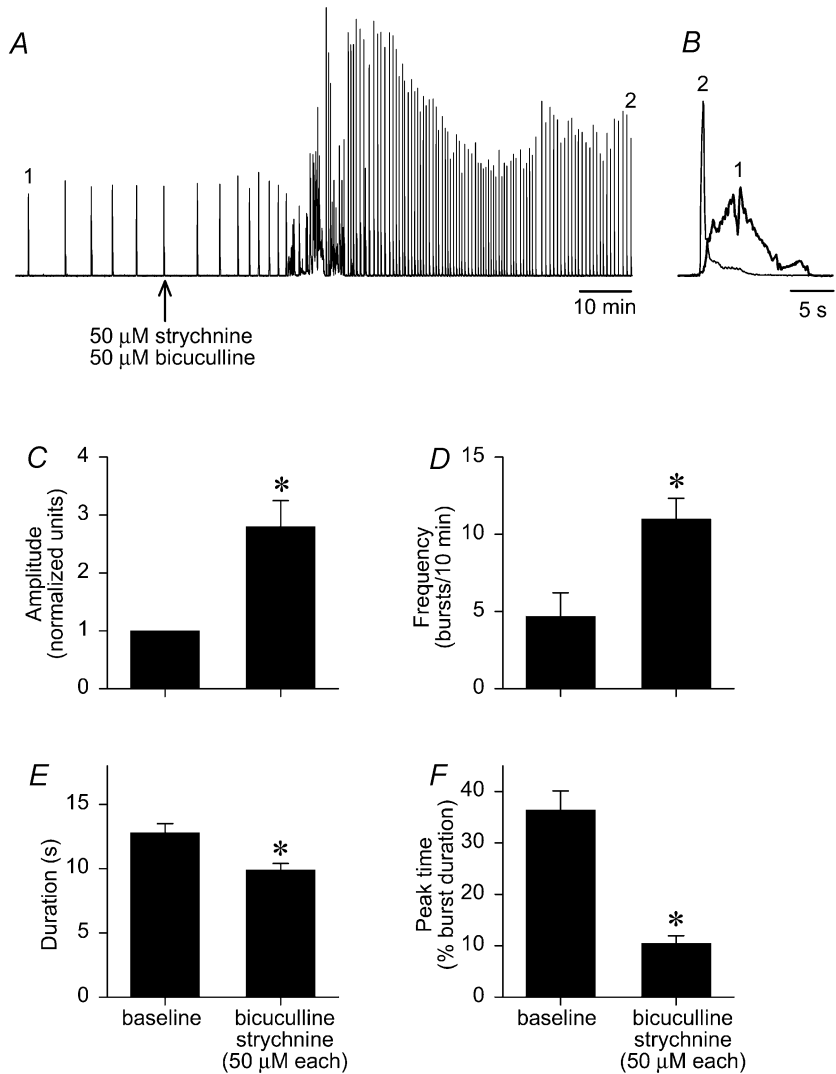 A
B
1
2
2
1
10 min
5 s
50 µM strychnine
50 µM bicuculline
C
Amplitude
(normalized units)
4
3
2
1
0
*
D
Frequency
(bursts/10 min)
15
10
5
0
*
E
Duration (s)
15
10
5
0
*
baseline
bicuculline
strychnine
(50 µM each)
F
Peak time
(% burst duration)
40
30
20
10
0
*
baseline
bicuculline
strychnine
(50 µM each)